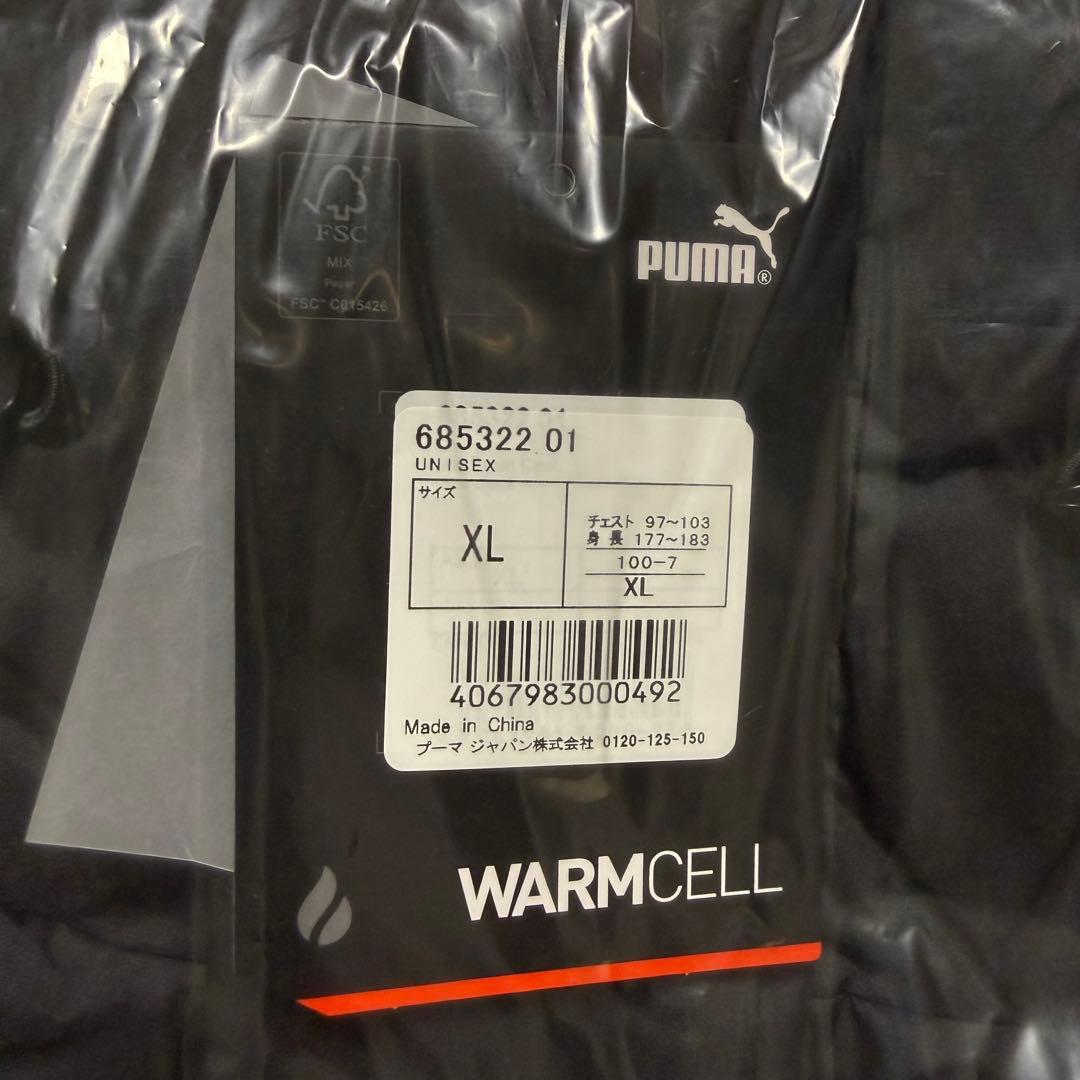 FSC
MIX
Paper
FSC™ C015426
PUMA®
685322 01
UNISEX
サイズ
XL
チェスト 97~103
身長 177~183
100-7
XL
4067983000492
Made in China
プーマ ジャパン株式会社 0120-125-150
WARMCELL